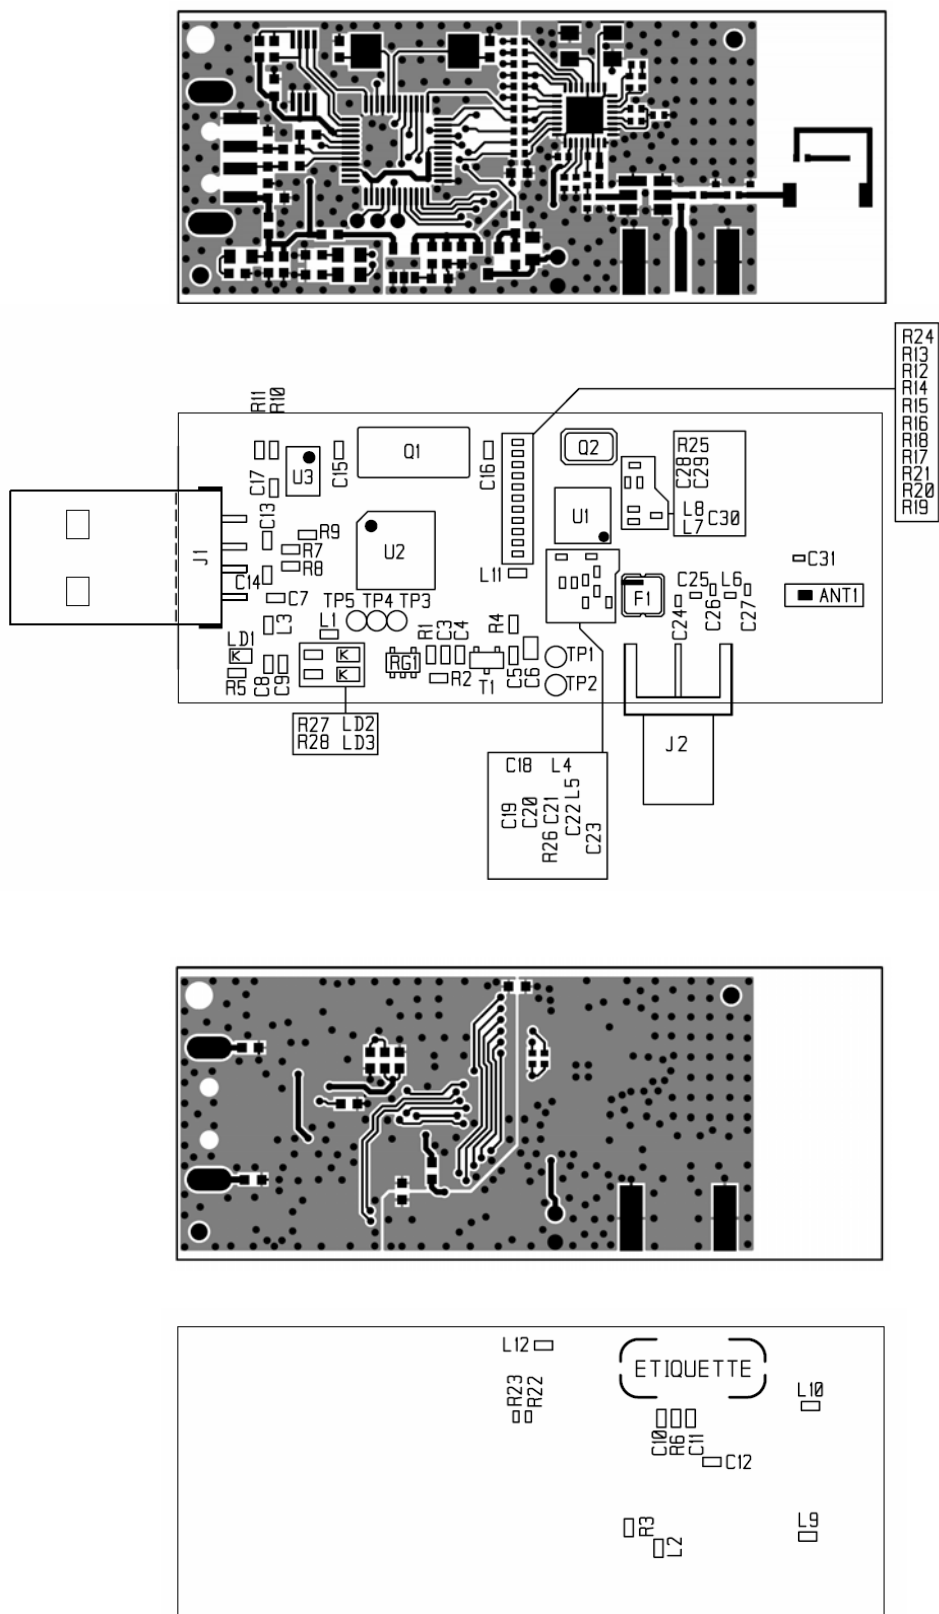 R24
R13
R12
R14
R15
R16
R18
R17
R21
R20
R19
R11
R10
Q1
Q2
R25
C28
C29
L8
L7
C30
C17
U3
C15
C16
U1
C13
R9
R7
R8
U2
J1
C14
C7
L11
C31
ANT1
F1
C25
L6
C24
C26
C27
TP5 TP4 TP3
L1
L3
LD1
R5
C8
C9
R1
C3
C4
R4
RG1
R2
T1
C5
C6
TP1
TP2
R27 LD2
R28 LD3
J2
C18 L4
C19
C20
C21
L5
C22
R26
C23
L12
ETIQUETTE
R23
R22
L10
C10
R6
C11
C12
R3
L2
L9